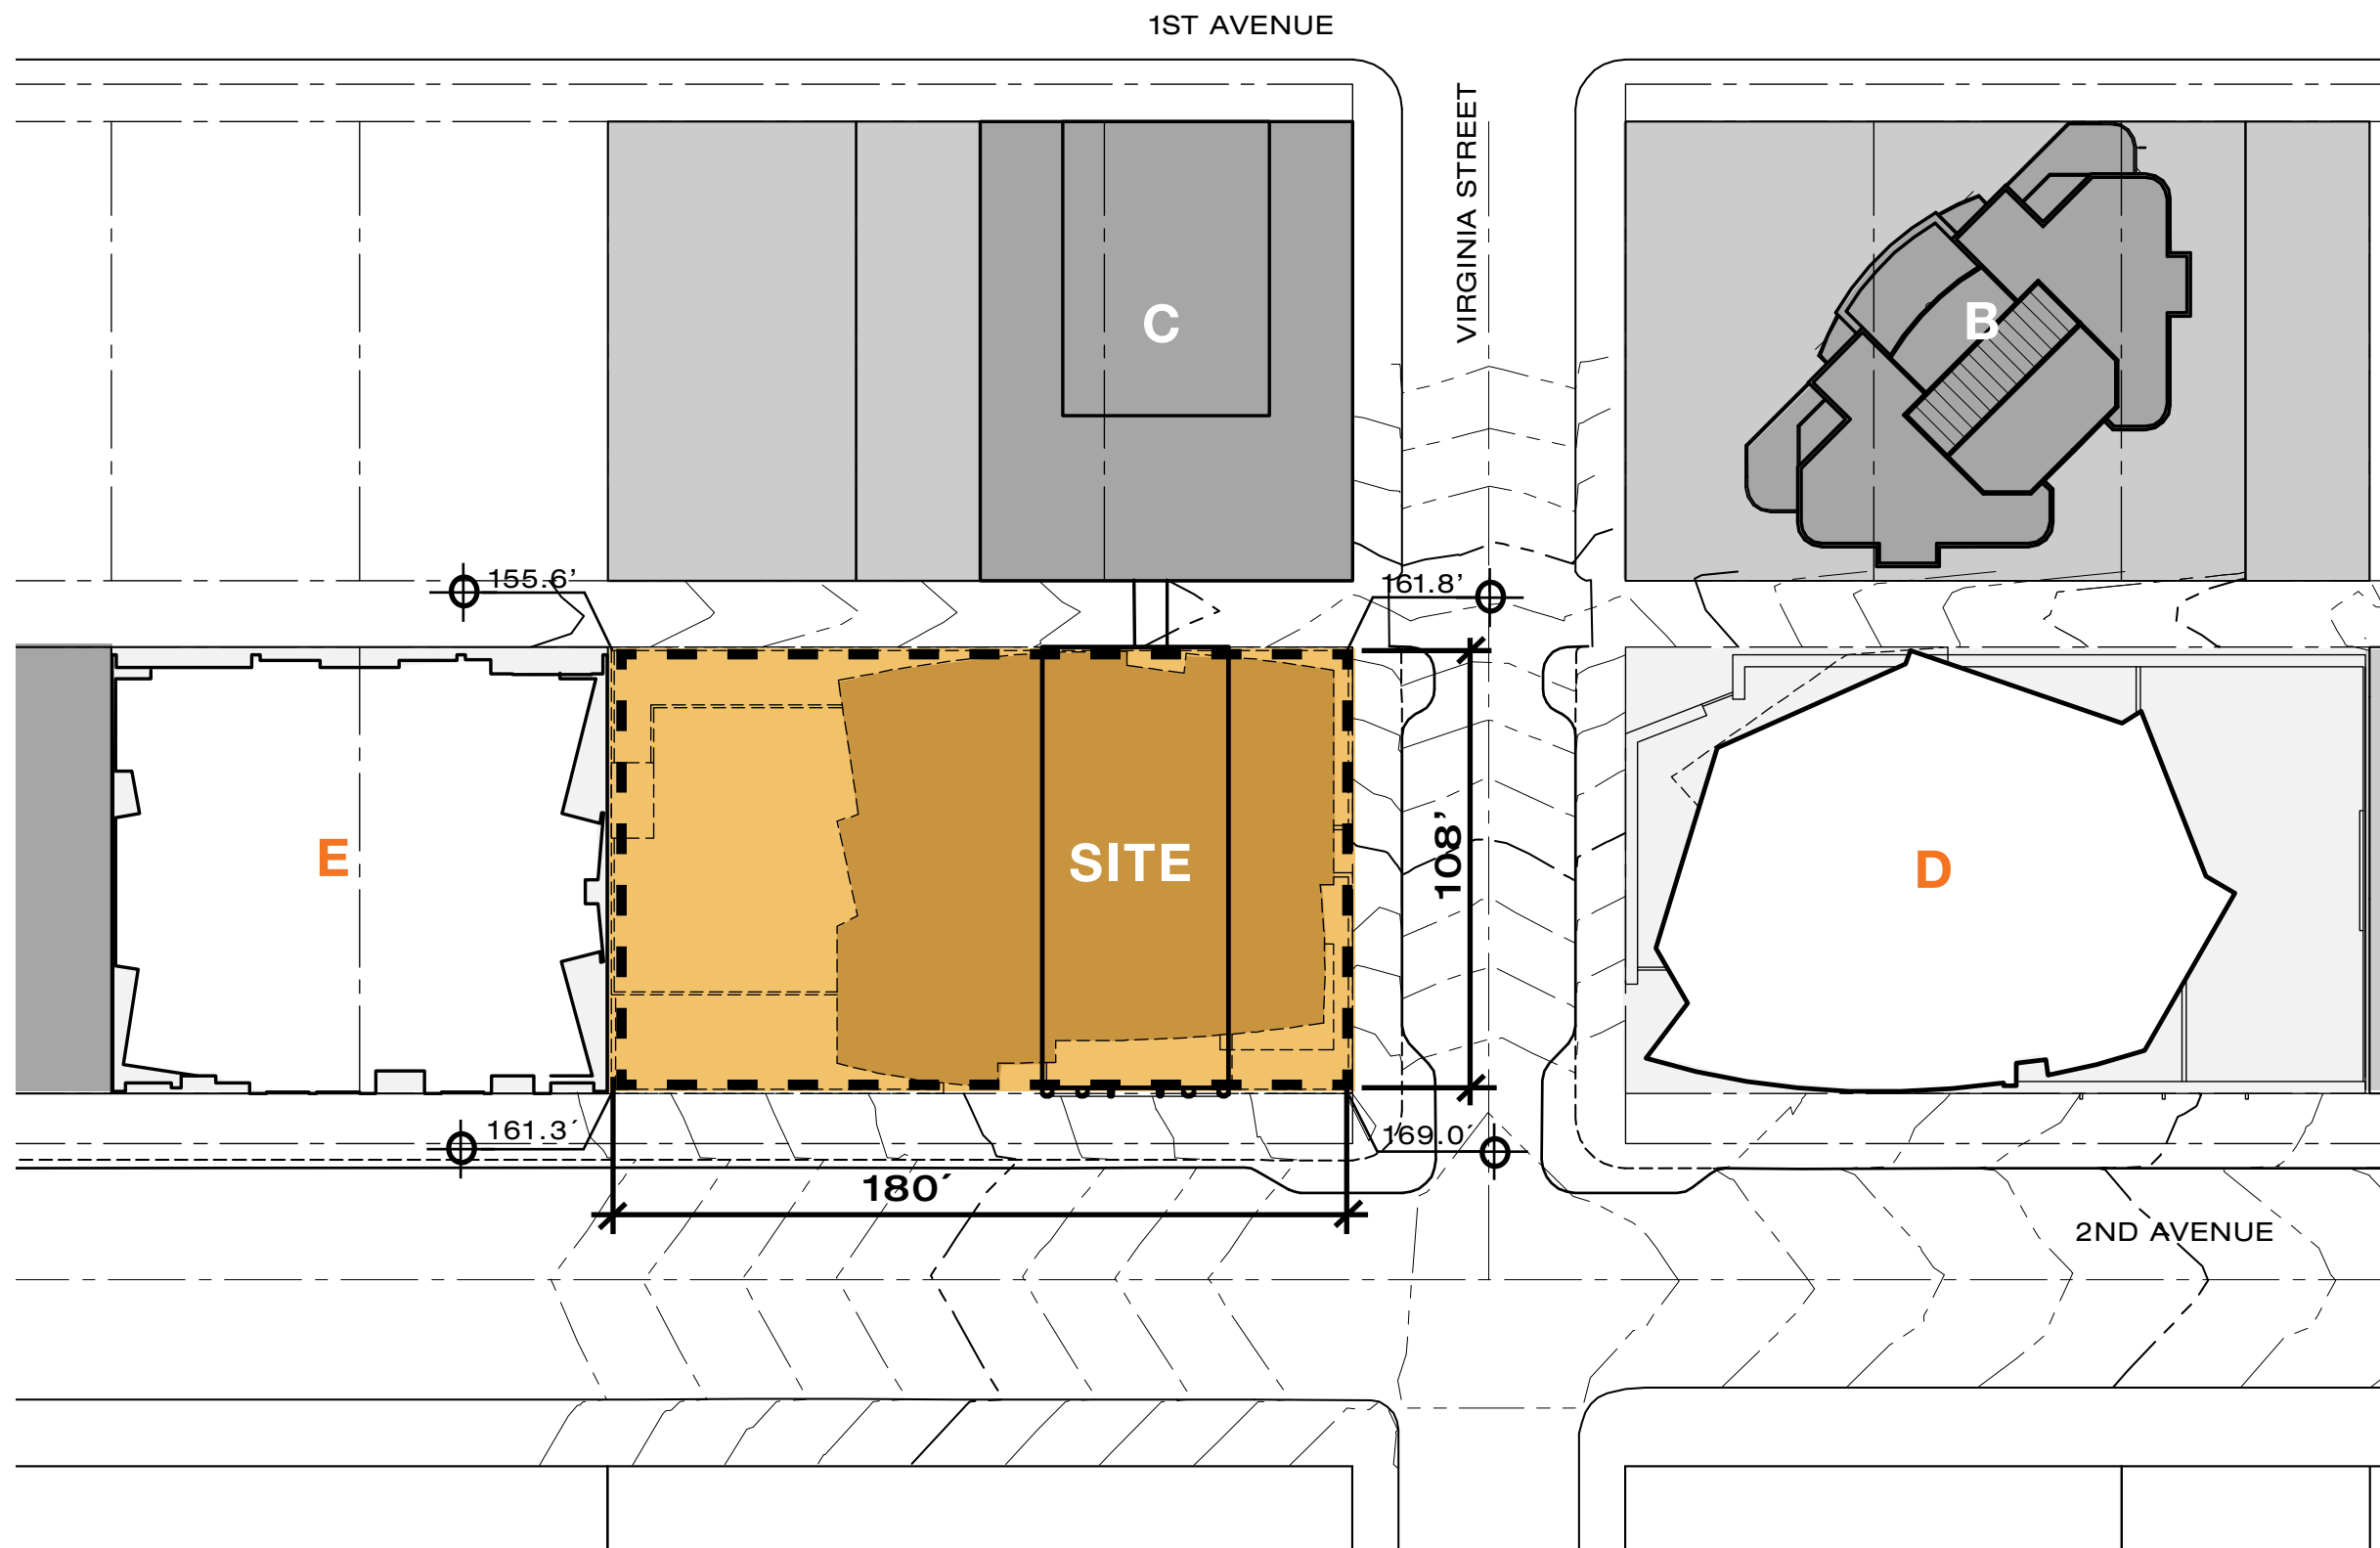 1ST AVENUE
VIRGINIA STREET
C
B
155.6’
161.8’
108’
E
SITE
D
161.3´
169.0´
180´
2ND AVENUE